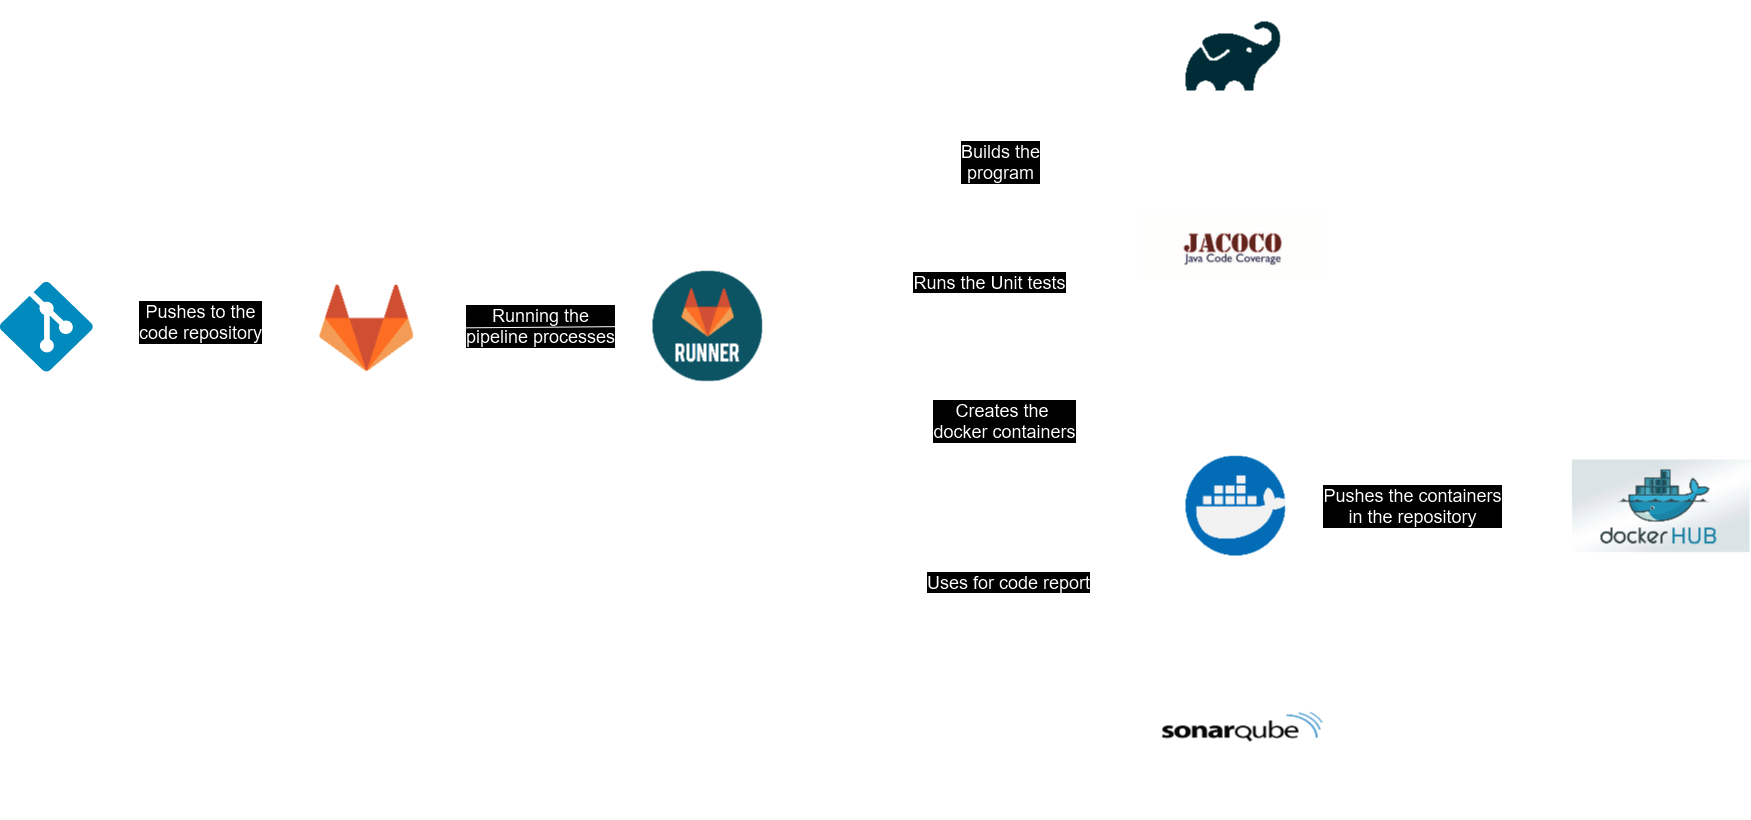 Builds the
program
JACOCO
Java Code Coverage
Runs the Unit tests
Pushes to the
code repository
Running the
pipeline processes
RUNNER
Creates the
docker containers
Pushes the containers
in the repository
docker HUB
Uses for code report
sonarqube